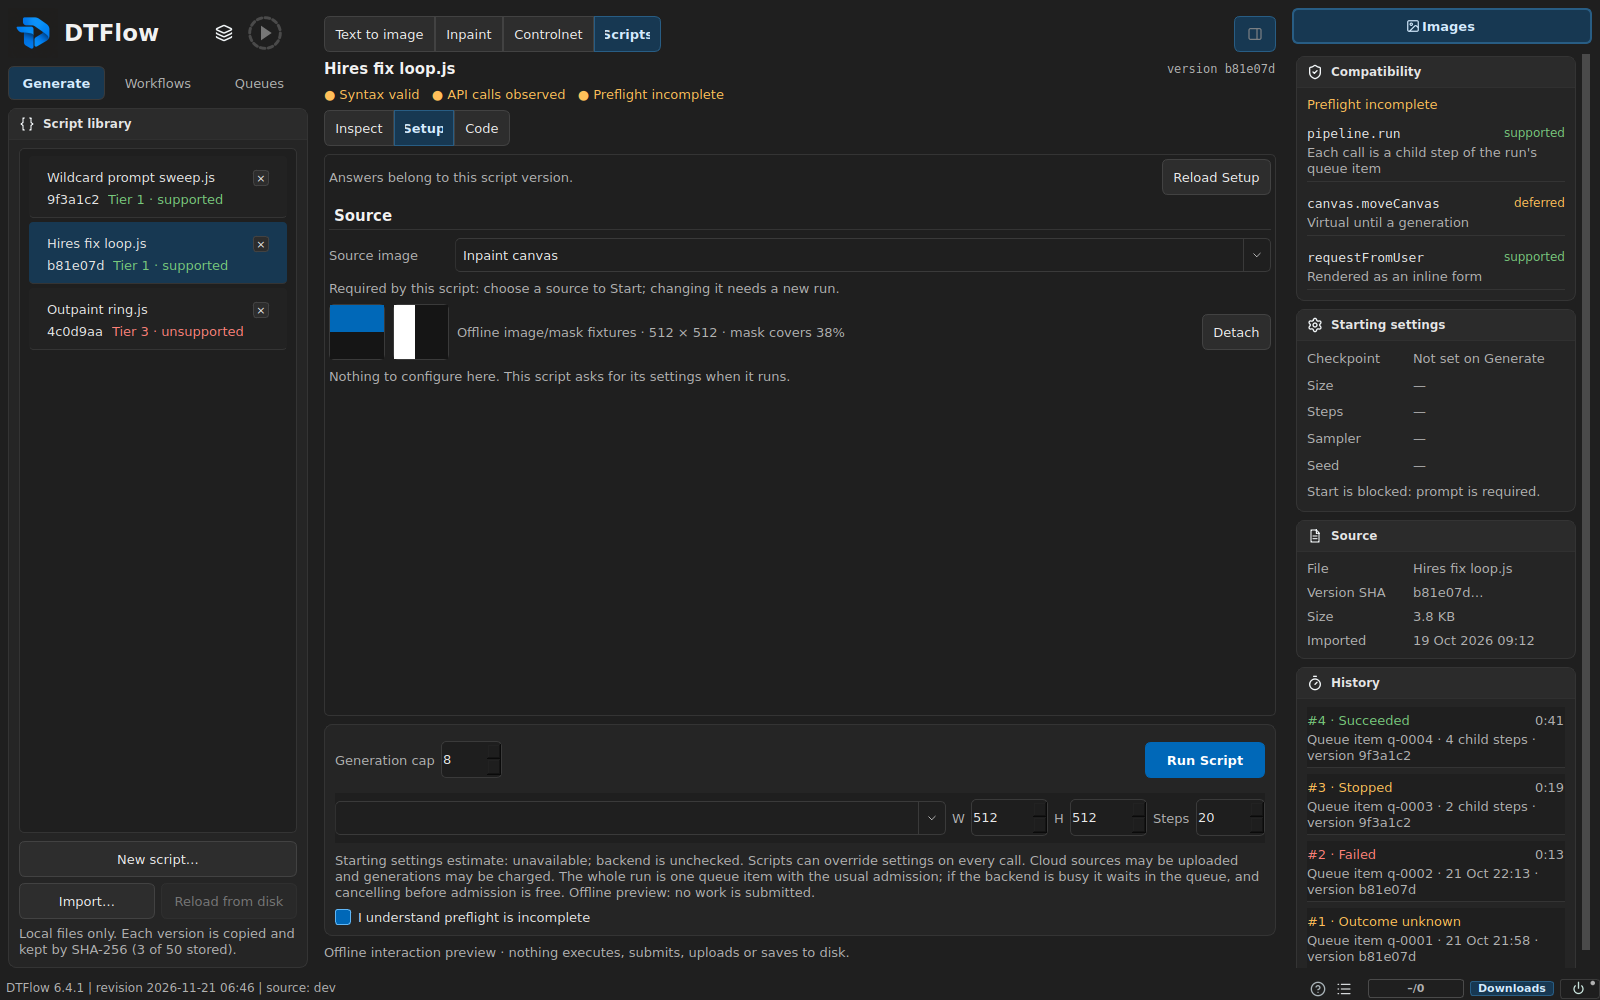 DTFlow
Generate
Workflows
Queues
Script library
Wildcard prompt sweep.js
9f3a1c2 Tier 1 · supported
Hires fix loop.js
b81e07d Tier 1 · supported
Outpaint ring.js
4c0d9aa Tier 3 · unsupported
New script...
Import...
Reload from disk
Local files only. Each version is copied and
kept by SHA-256 (3 of 50 stored).
Text to image
Inpaint
Controlnet
Scripts
Hires fix loop.js
version b81e07d
Syntax valid
API calls observed
Preflight incomplete
Inspect
Setup
Code
Answers belong to this script version.
Reload Setup
Source
Source image
Inpaint canvas
Required by this script: choose a source to Start; changing it needs a new run.
Offline image/mask fixtures · 512 × 512 · mask covers 38%
Detach
Nothing to configure here. This script asks for its settings when it runs.
Generation cap
8
Run Script
W
512
H
512
Steps
20
Starting settings estimate: unavailable; backend is unchecked. Scripts can override settings on every call. Cloud sources may be uploaded
and generations may be charged. The whole run is one queue item with the usual admission; if the backend is busy it waits in the queue, and
cancelling before admission is free. Offline preview: no work is submitted.
I understand preflight is incomplete
Offline interaction preview · nothing executes, submits, uploads or saves to disk.
Images
Compatibility
Preflight incomplete
pipeline.run
supported
Each call is a child step of the run's
queue item
canvas.moveCanvas
deferred
Virtual until a generation
requestFromUser
supported
Rendered as an inline form
Starting settings
Checkpoint
Not set on Generate
Size
—
Steps
—
Sampler
—
Seed
—
Start is blocked: prompt is required.
Source
File
Hires fix loop.js
Version SHA
b81e07d...
Size
3.8 KB
Imported
19 Oct 2026 09:12
History
#4 · Succeeded
0:41
Queue item q-0004 · 4 child steps ·
version 9f3a1c2
#3 · Stopped
0:19
Queue item q-0003 · 2 child steps ·
version 9f3a1c2
#2 · Failed
0:13
Queue item q-0002 · 21 Oct 22:13 ·
version b81e07d
#1 · Outcome unknown
Queue item q-0001 · 21 Oct 21:58 ·
version b81e07d
DTFlow 6.4.1 | revision 2026-11-21 06:46 | source: dev
-/0
Downloads